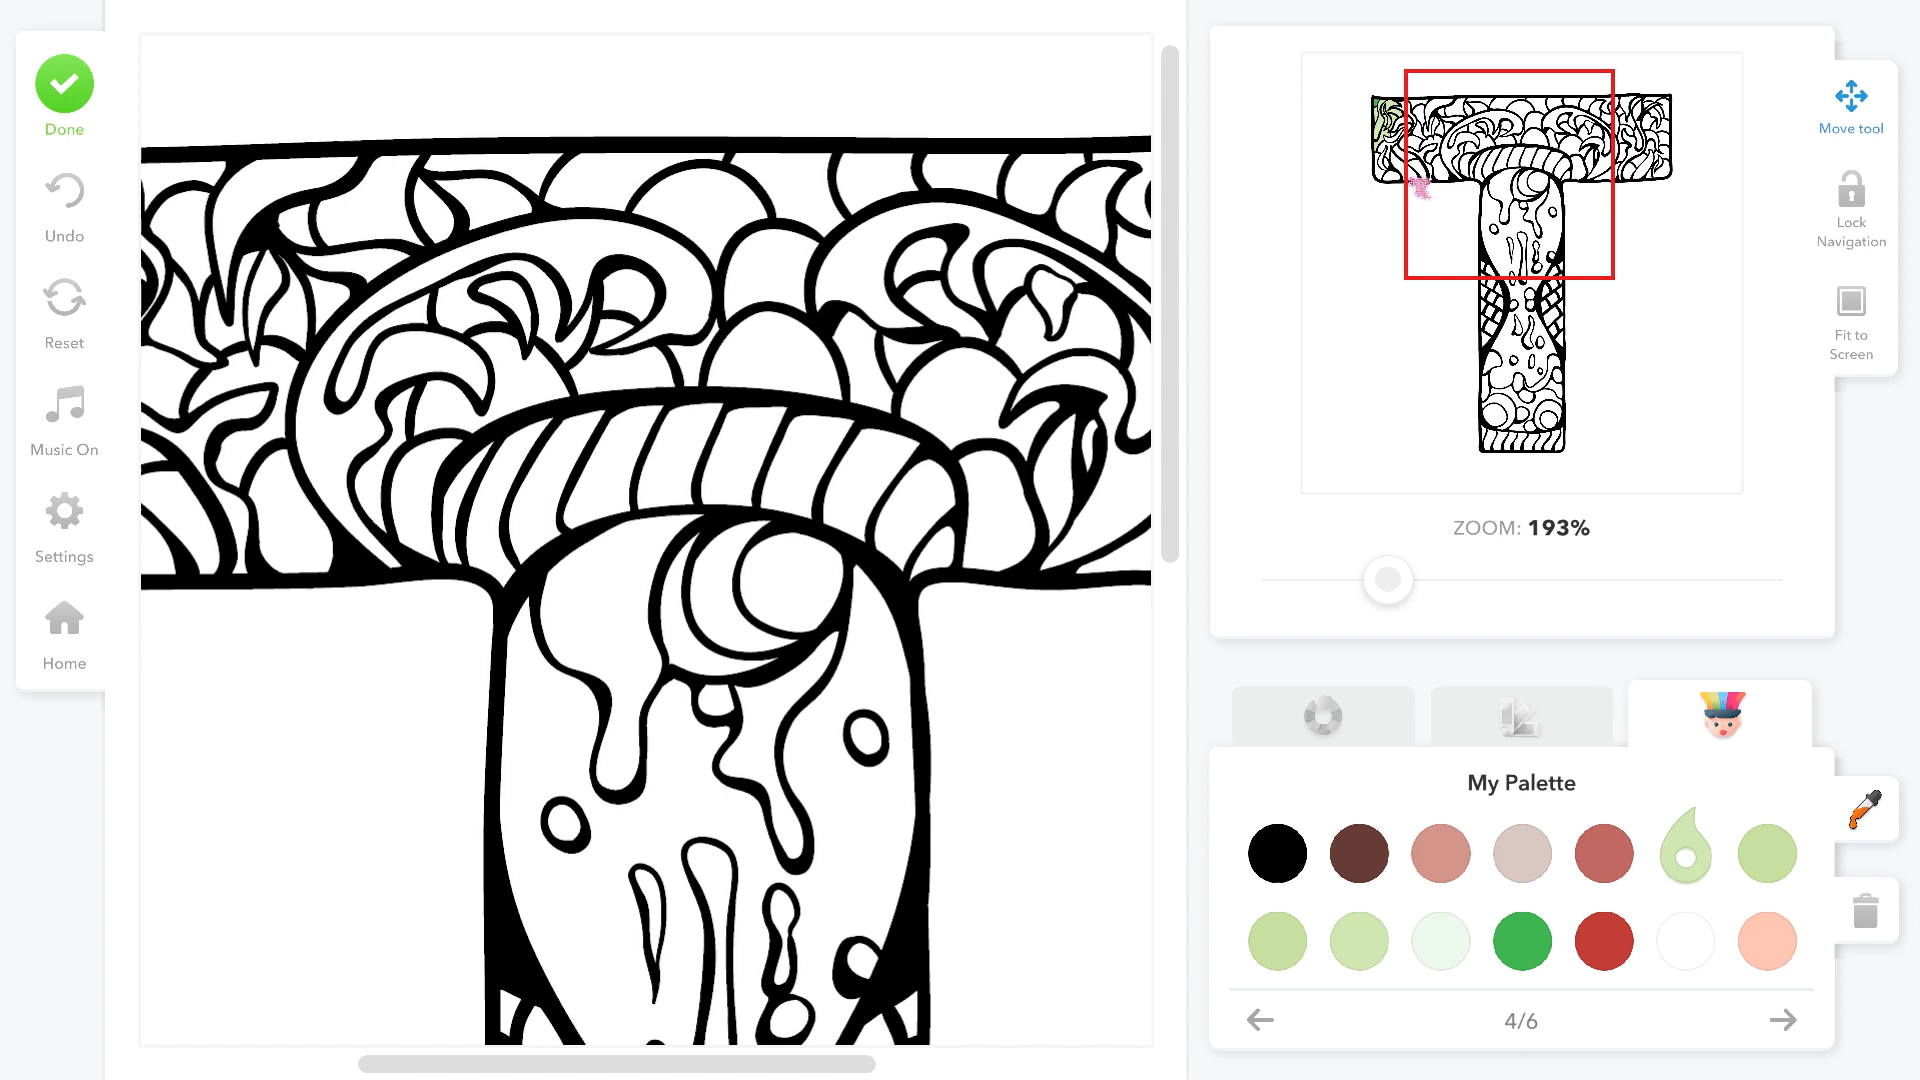 Done
Undo
Reset
Music On
Settings
Home
Move tool
Lock
Navigation
Fit to
Screen
ZOOM: 193%
My Palette
4/6